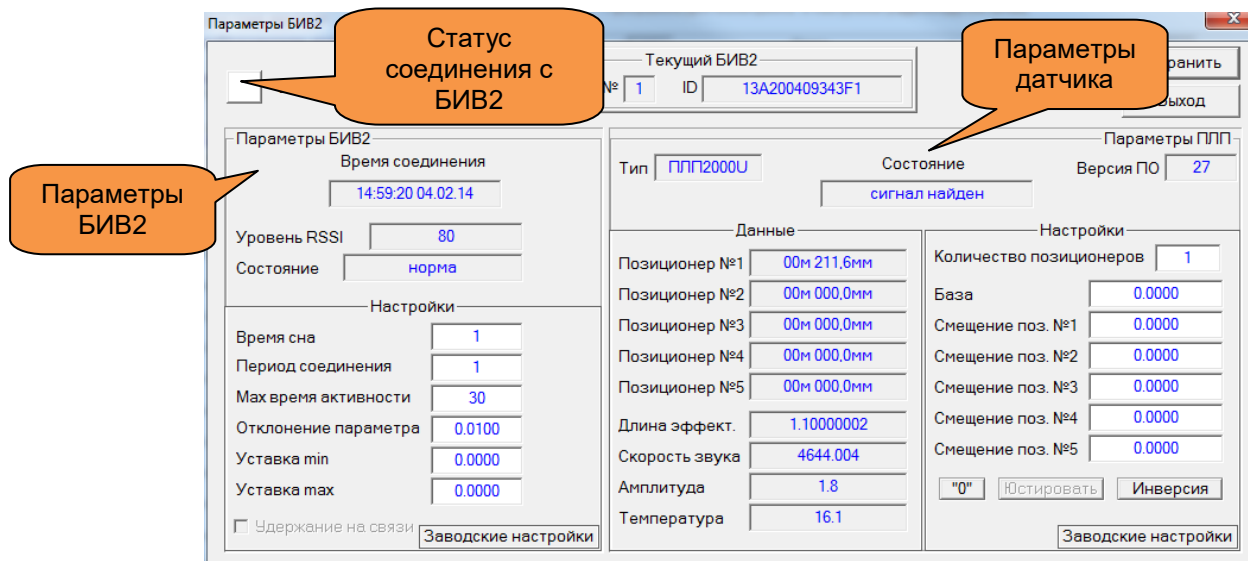 Параметры БИВ2
Статус
соединения с
БИВ2
Параметры
датчика
Параметры
БИВ2
Текущий БИВ2
№ 1 ID 13A200409343F1
Параметры БИВ2
Время соединения
14:59:20 04.02.14
Уровень RSSI 80
Состояние норма
Настройки
Время сна 1
Период соединения 1
Мах время активности 30
Отклонение параметра 0.0100
Уставка min 0.0000
Уставка max 0.0000
Удержание на связи
Заводские настройки
Параметры ПЛП
Тип ПЛП2000U Состояние Версия ПО 27
сигнал найден
Данные
Позиционер №1 00м 211,6мм
Позиционер №2 00м 000,0мм
Позиционер №3 00м 000,0мм
Позиционер №4 00м 000,0мм
Позиционер №5 00м 000,0мм
Длина эффект. 1.10000002
Скорость звука 4644.004
Амплитуда 1.8
Температура 16.1
Настройки
Количество позиционеров 1
База 0.0000
Смещение поз. №1 0.0000
Смещение поз. №2 0.0000
Смещение поз. №3 0.0000
Смещение поз. №4 0.0000
Смещение поз. №5 0.0000
"0" Юстировать Инверсия
Заводские настройки